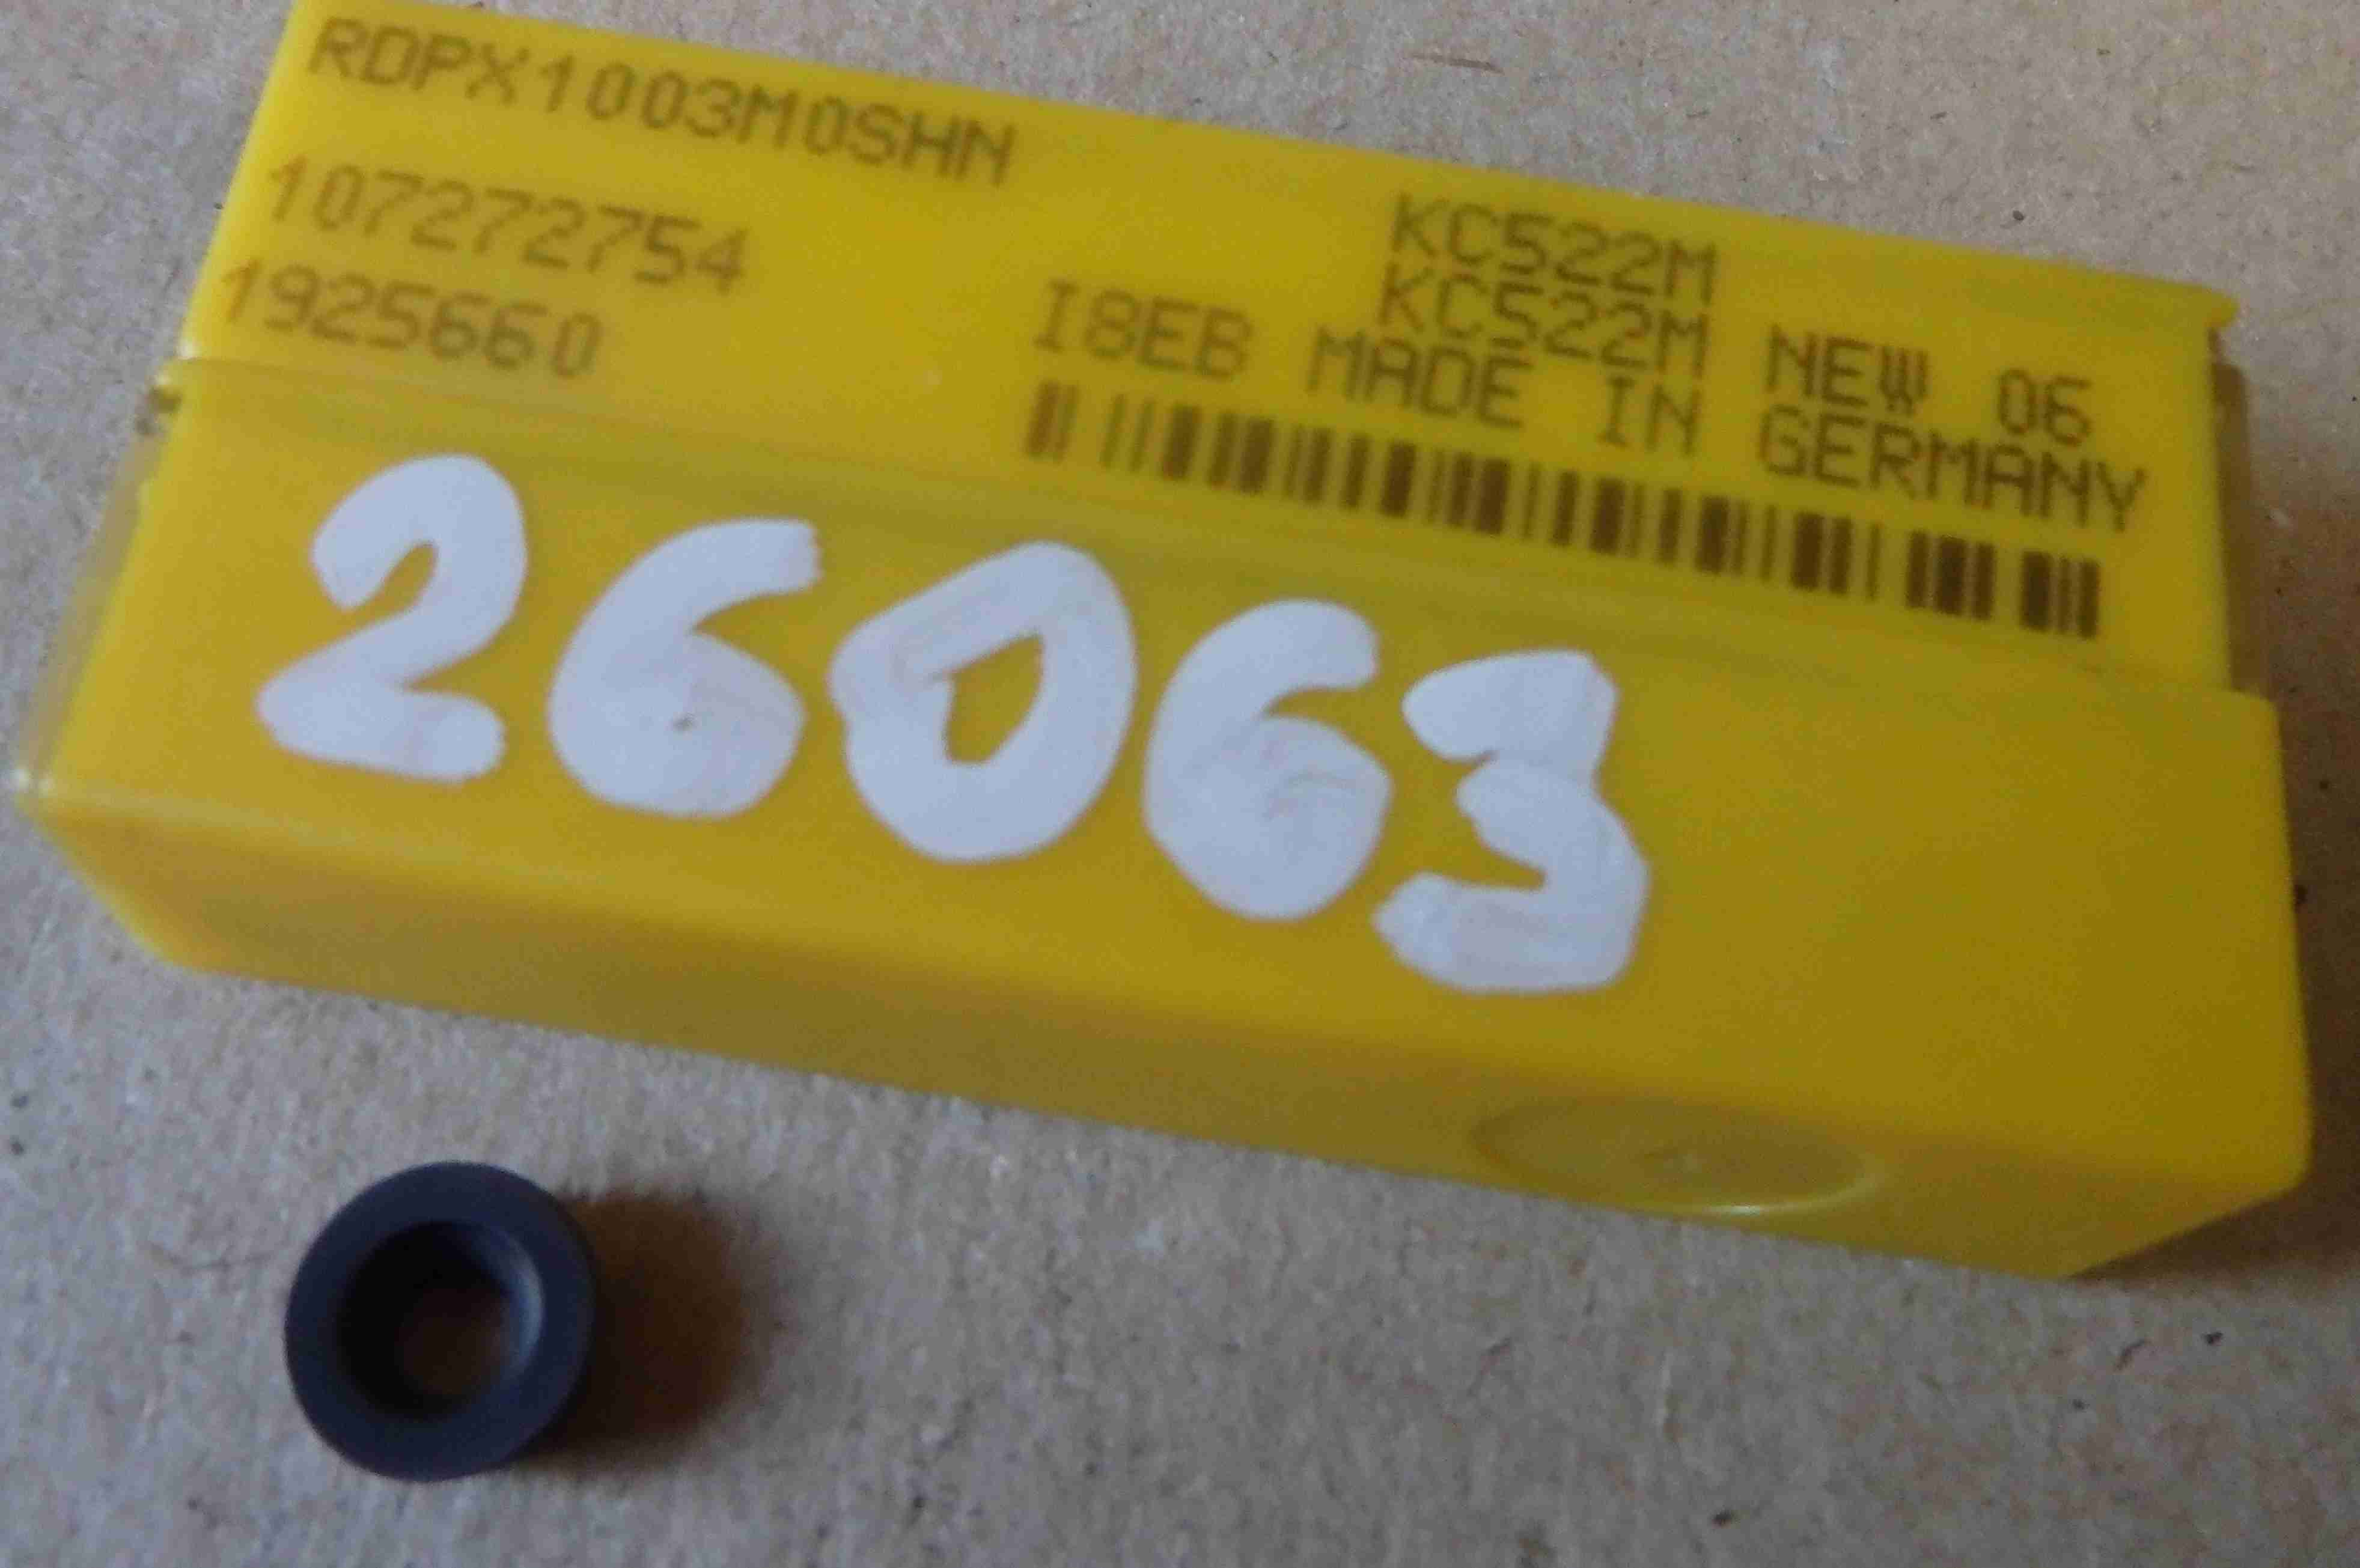 RDPX1003M0SHN
107272754
1925660
KC522M
KC522M NEW 06
I8EB MADE IN GERMANY
26063